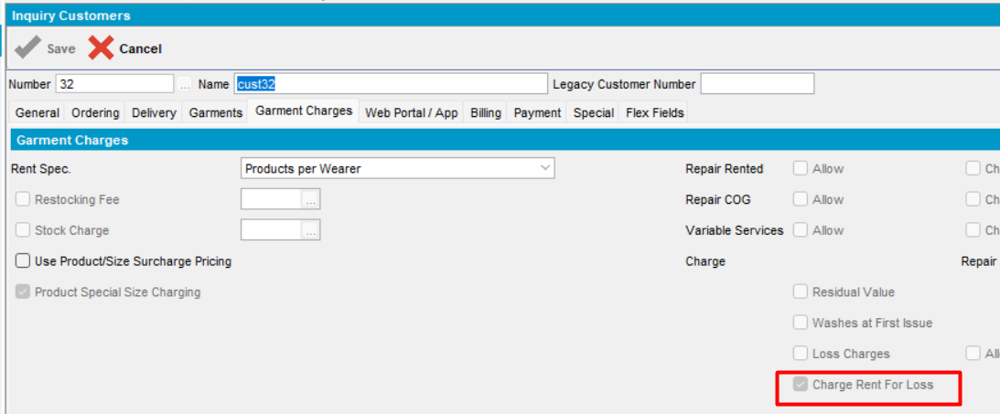 Inquiry Customers
Save Cancel
Number 32 ... Name cust32 Legacy Customer Number
General Ordering Delivery Garments Garment Charges Web Portal / App Billing Payment Special Flex Fields
Garment Charges
Rent Spec. Products per Wearer Repair Rented Allow Ch
Restocking Fee ... Repair COG Allow Ch
Stock Charge ... Variable Services Allow Ch
Use Product/Size Surcharge Pricing Charge Repair
Product Special Size Charging Residual Value
Washes at First Issue
Loss Charges All
Charge Rent For Loss